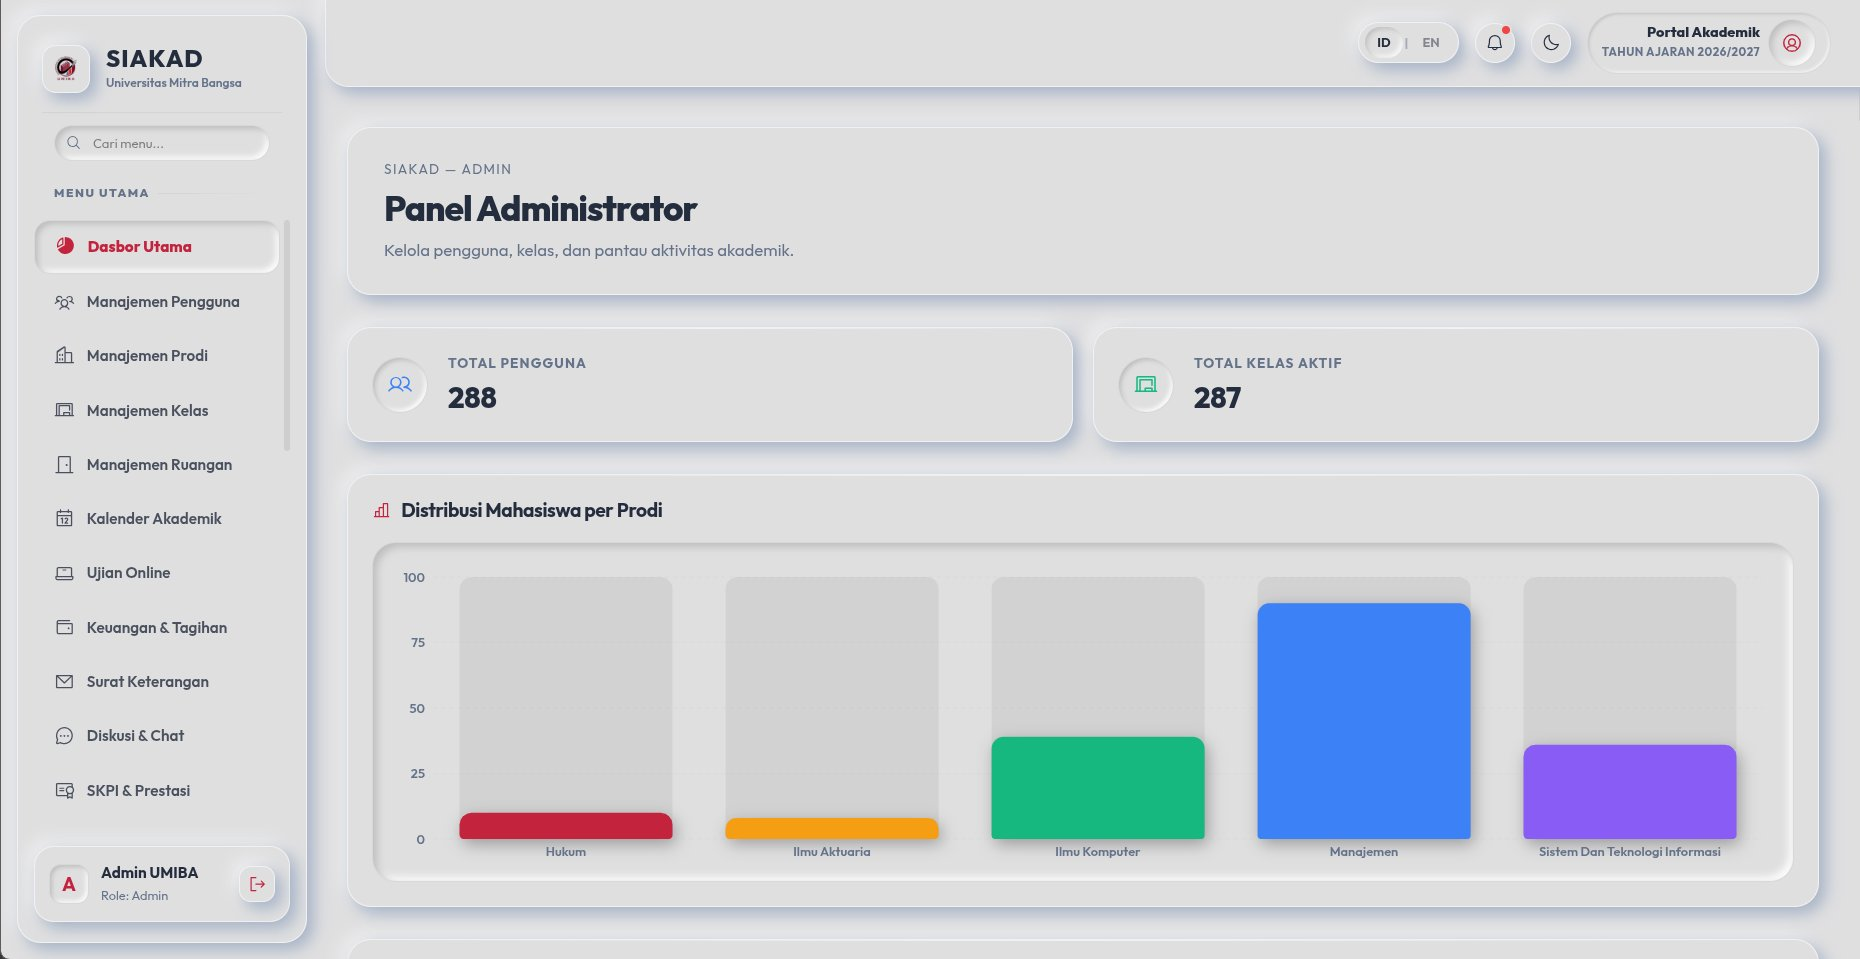 SIAKAD
Universitas Mitra Bangsa
Cari menu...
MENU UTAMA
Dasbor Utama
Manajemen Pengguna
Manajemen Prodi
Manajemen Kelas
Manajemen Ruangan
Kalender Akademik
Ujian Online
Keuangan & Tagihan
Surat Keterangan
Diskusi & Chat
SKPI & Prestasi
A
Admin UMIBA
Role: Admin
ID | EN
Portal Akademik
TAHUN AJARAN 2026/2027
SIAKAD — ADMIN
Panel Administrator
Kelola pengguna, kelas, dan pantau aktivitas akademik.
TOTAL PENGGUNA
288
TOTAL KELAS AKTIF
287
Distribusi Mahasiswa per Prodi
100
75
50
25
0
Hukum
Ilmu Aktuaria
Ilmu Komputer
Manajemen
Sistem Dan Teknologi Informasi